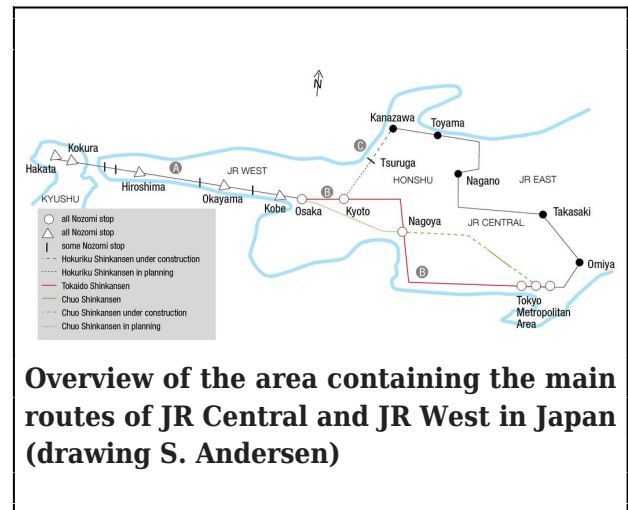 N
Kanazawa
Toyama
C
Kokura
Hakata
A
JR WEST
Tsuruga
HONSHU
Nagano
JR EAST
KYUSHU
Hiroshima
Okayama
Kobe
B
Osaka
Kyoto
Nagoya
JR CENTRAL
Takasaki
Omiya
B
Tokyo
Metropolitan
Area
all Nozomi stop
all Nozomi stop
some Nozomi stop
Hokuriku Shinkansen under construction
Hokuriku Shinkansen in planning
Tokaido Shinkansen
Chuo Shinkansen
Chuo Shinkansen under construction
Chuo Shinkansen in planning
Overview of the area containing the main
routes of JR Central and JR West in Japan
(drawing S. Andersen)